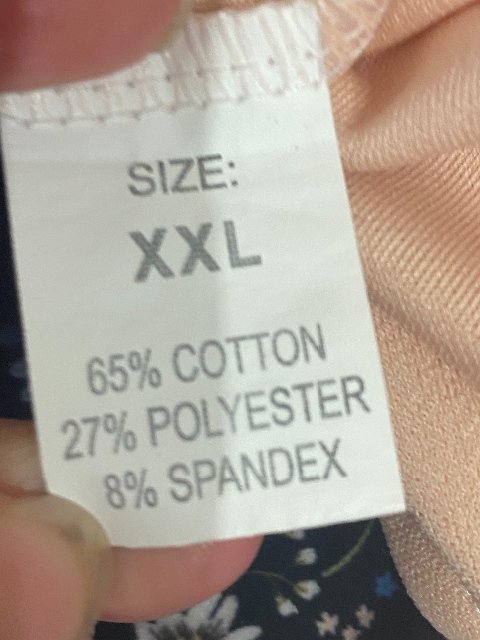 SIZE:
XXL
65% COTTON
27% POLYESTER
8% SPANDEX